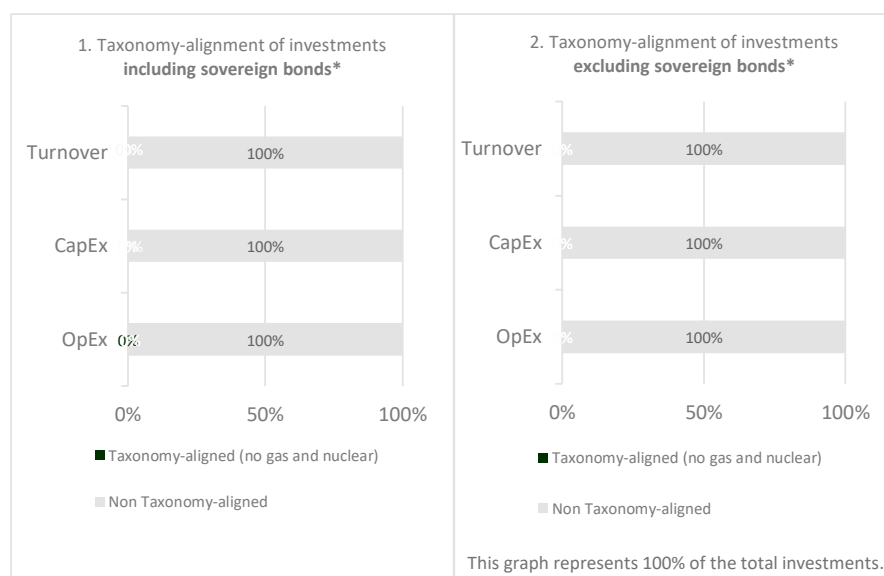 1. Taxonomy-alignment of investments
including sovereign bonds*
Turnover
100%
CapEx
100%
OpEx
0%
100%
0%
50%
100%
Taxonomy-aligned (no gas and nuclear)
Non Taxonomy-aligned
2. Taxonomy-alignment of investments
excluding sovereign bonds*
Turnover
100%
CapEx
100%
OpEx
100%
0%
50%
100%
Taxonomy-aligned (no gas and nuclear)
Non Taxonomy-aligned
This graph represents 100% of the total investments.